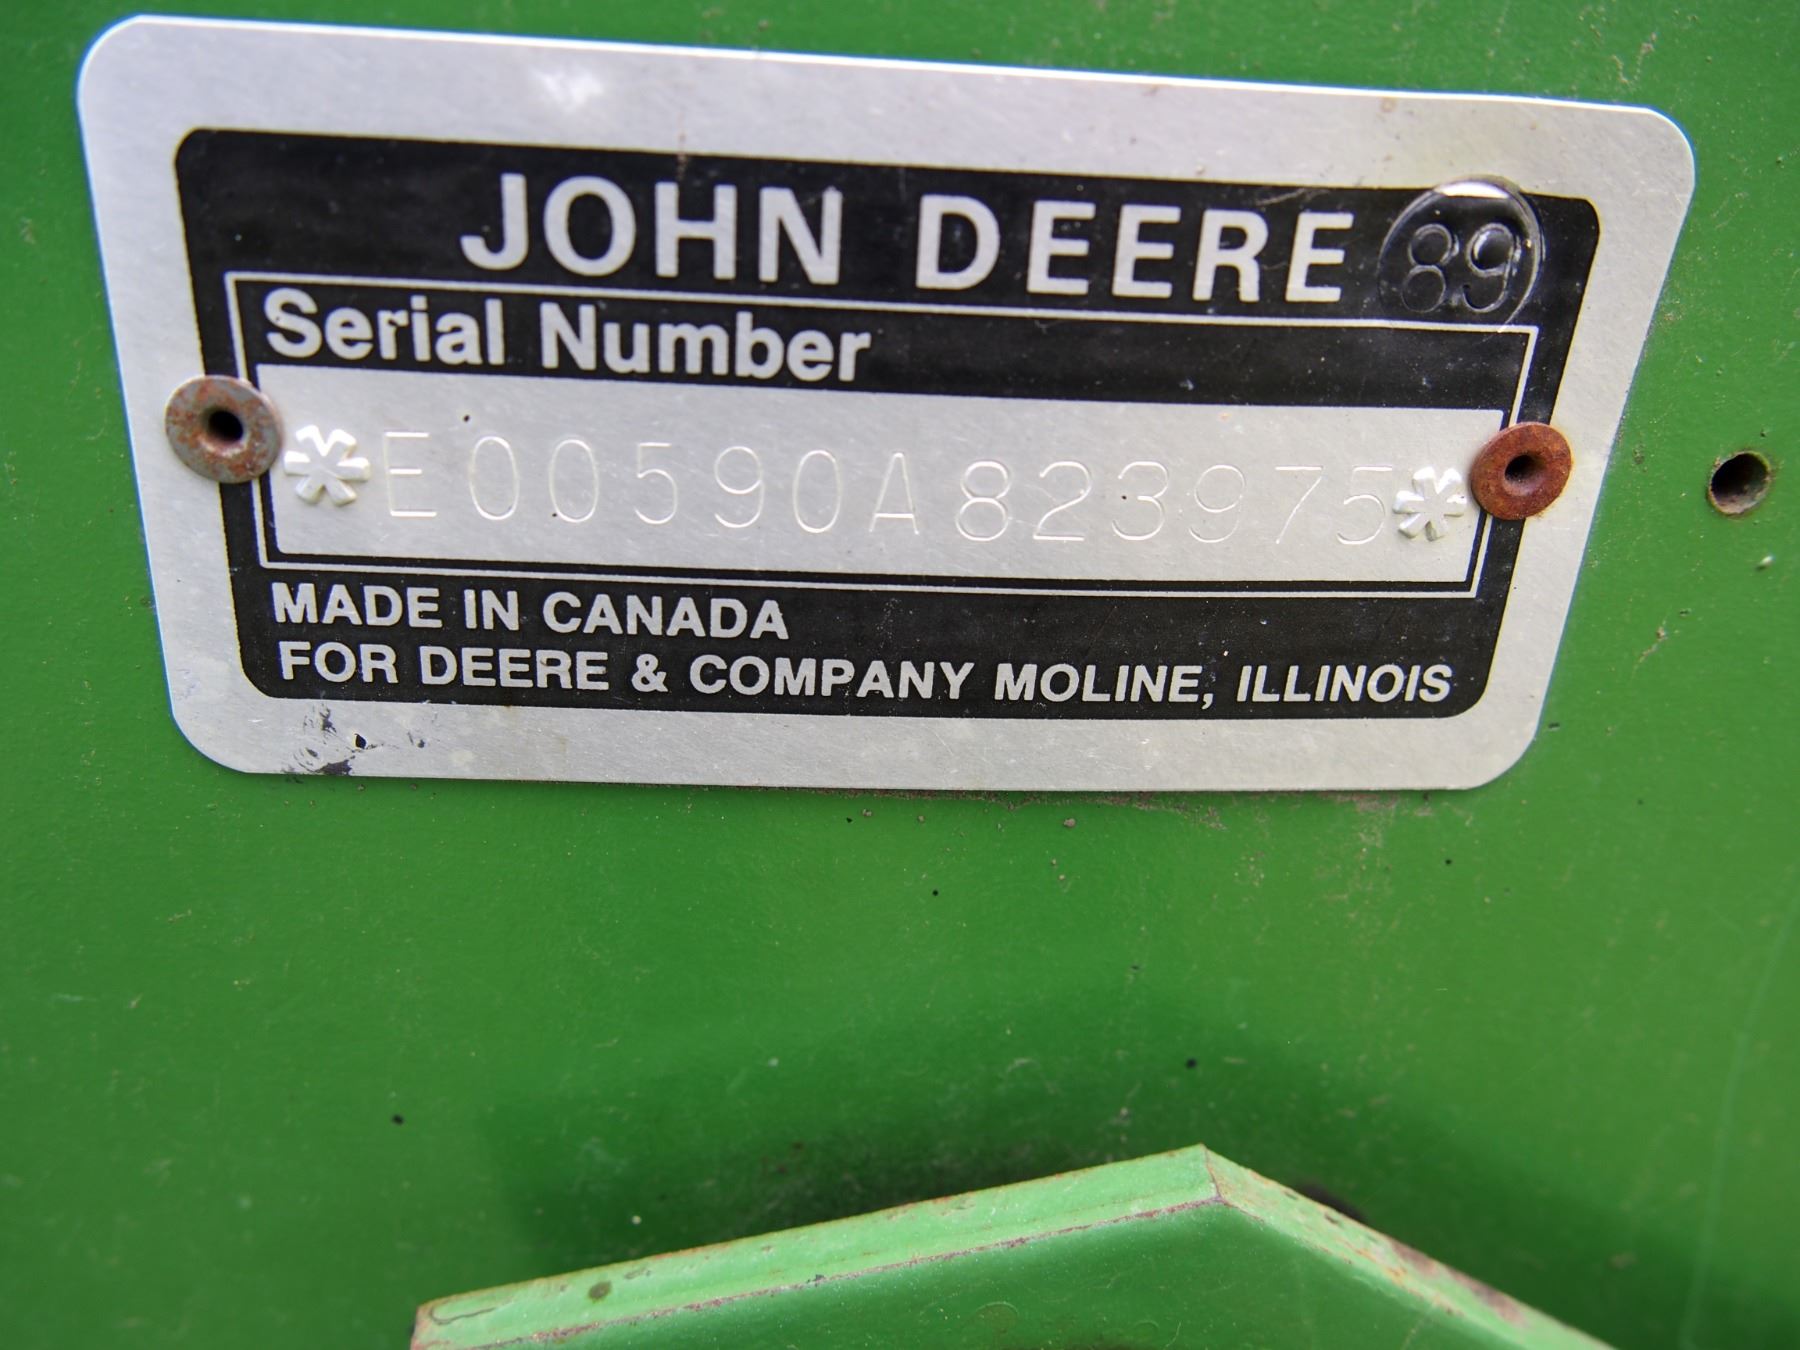 JOHN DEERE 89
Serial Number
*E00590A823975*
MADE IN CANADA
FOR DEERE & COMPANY MOLINE, ILLINOIS